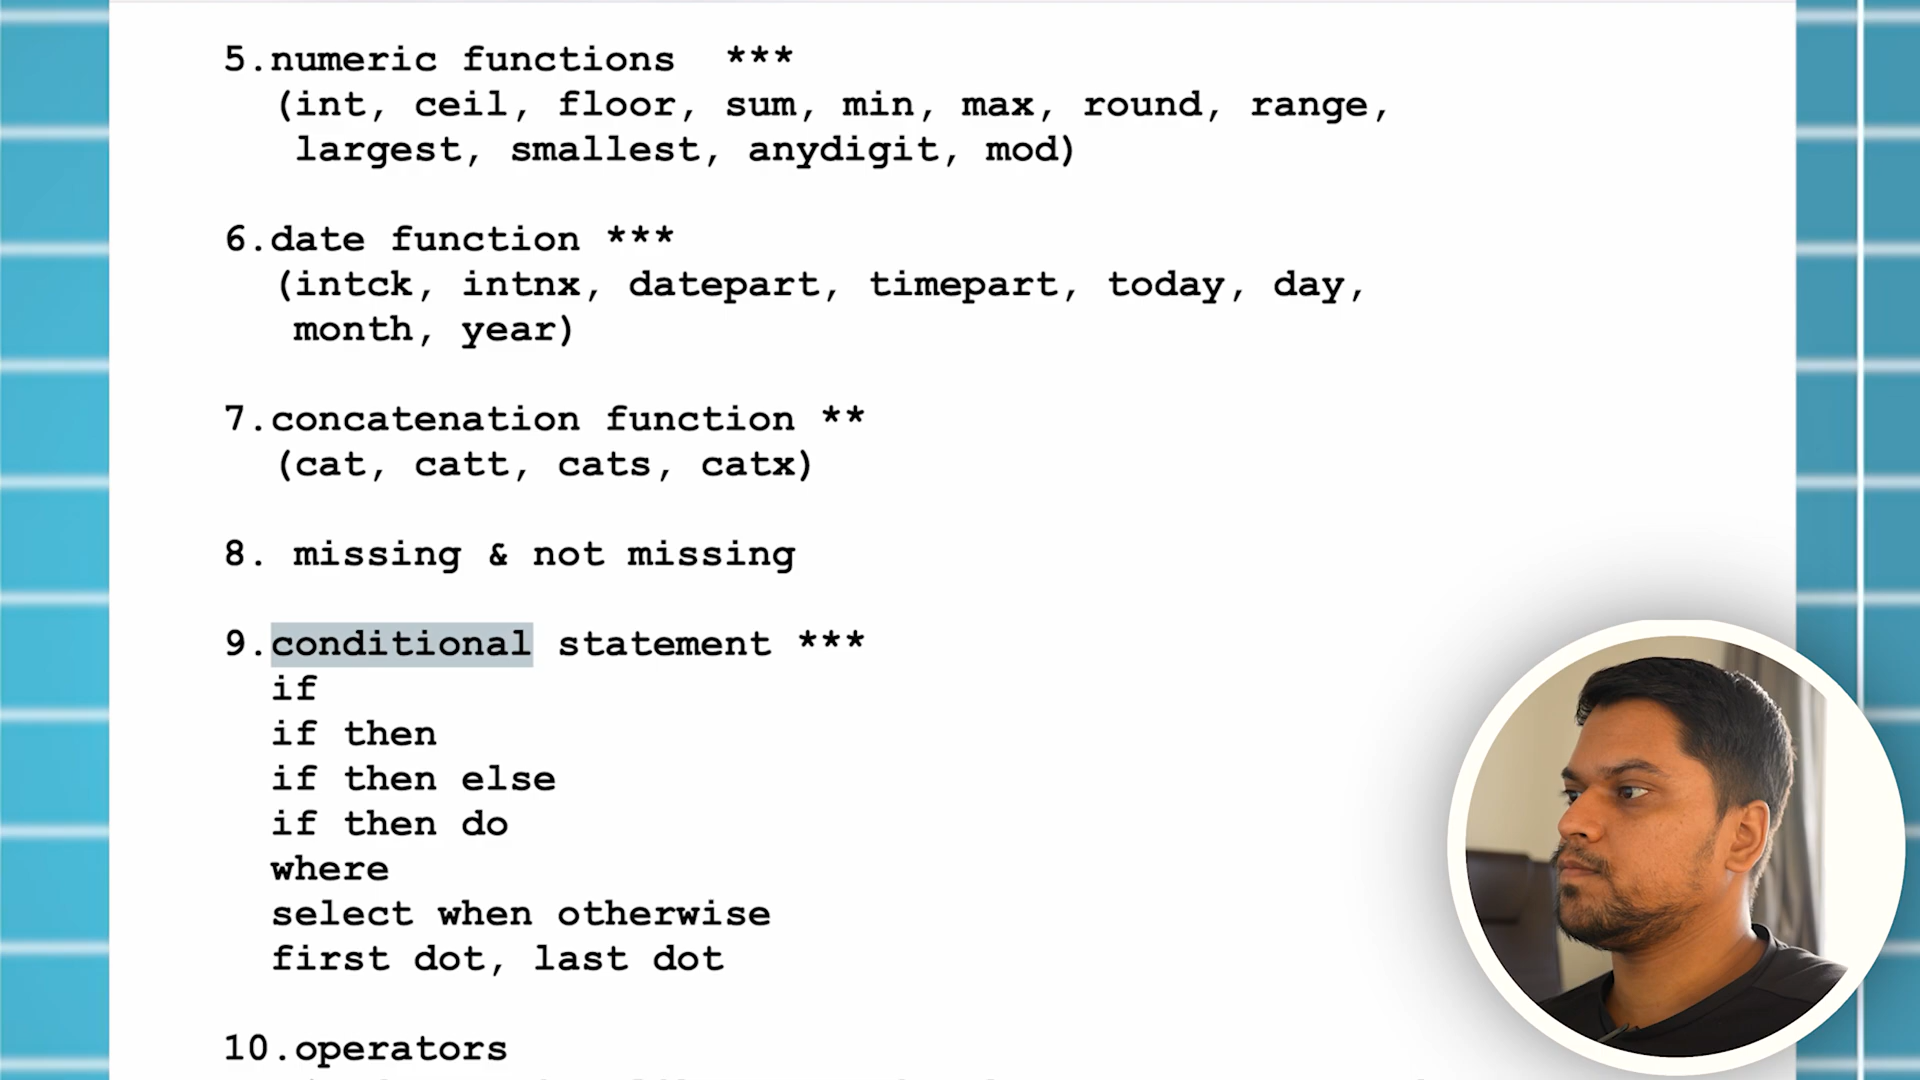 5.numeric functions ***
(int, ceil, floor, sum, min, max, round, range,
largest, smallest, anydigit, mod)
6.date function ***
(intck, intnx, datepart, timepart, today, day,
month, year)
7.concatenation function **
(cat, catt, cats, catx)
8. missing & not missing
9.conditional statement ***
if
if then
if then else
if then do
where
select when otherwise
first dot, last dot
10.operators